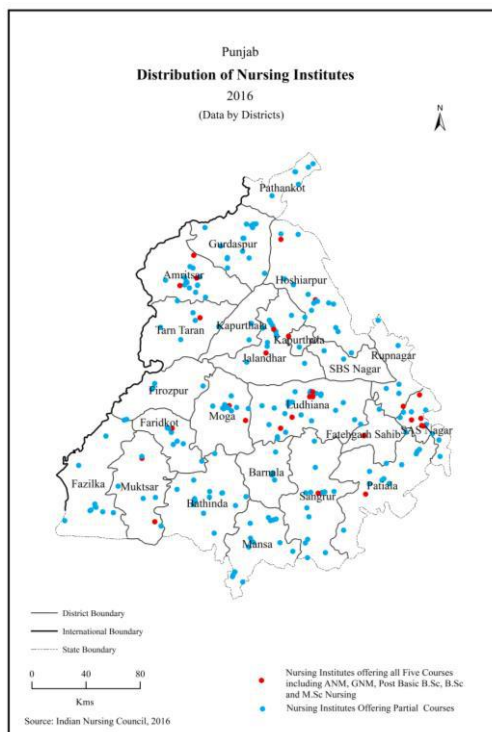 Punjab
Distribution of Nursing Institutes
2016
(Data by Districts)
N
Pathankot
Gurdaspur
Amritsar
Hoshiarpur
Tarn Taran
Kapurthala
Kapurthala
Jalandhar
SBS Nagar
Rupnagar
Firozpur
Moga
Ludhiana
Faridkot
Fatehgarh Sahib
SAS Nagar
Fazilka
Muktsar
Barnala
Bathinda
Sangrur
Patiala
Mansa
District Boundary
International Boundary
State Boundary
0 40 80
Kms
Nursing Institutes offering all Five Courses
including ANM, GNM, Post Basic B.Sc, B.Sc
and M.Sc Nursing
Nursing Institutes Offering Partial Courses
Source: Indian Nursing Council, 2016